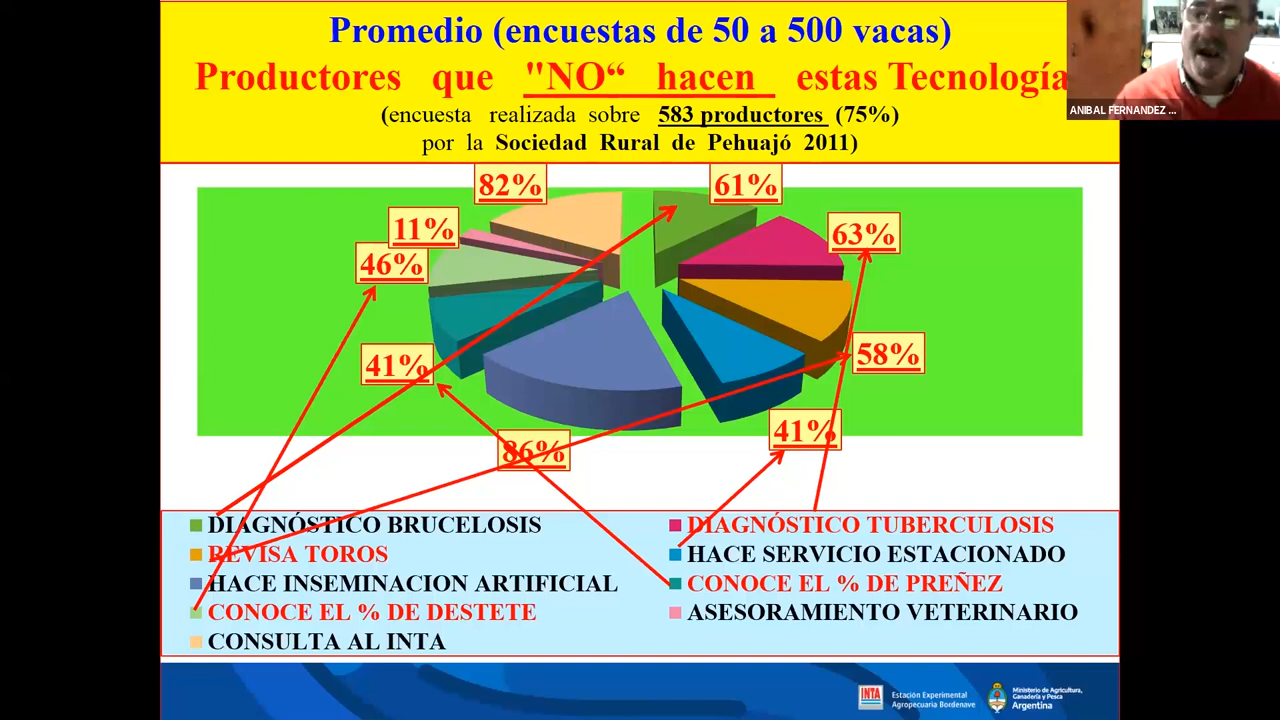 Promedio (encuestas de 50 a 500 vacas)
Productores que "NO“ hacen estas Tecnología
(encuesta realizada sobre 583 productores (75%)
por la Sociedad Rural de Pehuajó 2011)
ANIBAL FERNANDEZ ...
82%
61%
11%
63%
46%
58%
41%
41%
86%
DIAGNÓSTICO BRUCELOSIS
DIAGNÓSTICO TUBERCULOSIS
REVISA TOROS
HACE SERVICIO ESTACIONADO
HACE INSEMINACION ARTIFICIAL
CONOCE EL % DE PREÑEZ
CONOCE EL % DE DESTETE
ASESORAMIENTO VETERINARIO
CONSULTA AL INTA
INTA
Estación Experimental
Agropecuaria Bordenave
Ministerio de Agricultura,
Ganadería y Pesca
Argentina